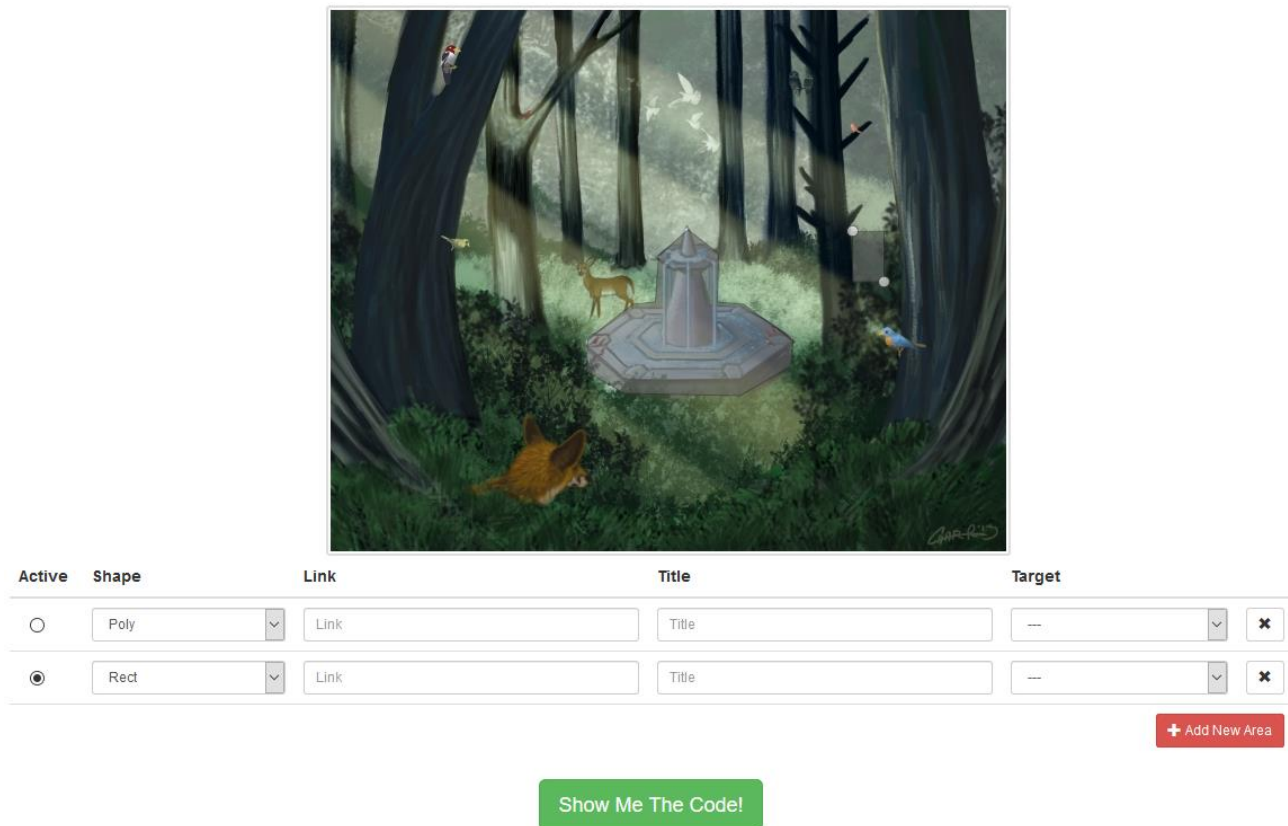 Active Shape Link Title Target
Poly Link Title ---
Rect Link Title ---
Add New Area
Show Me The Code!